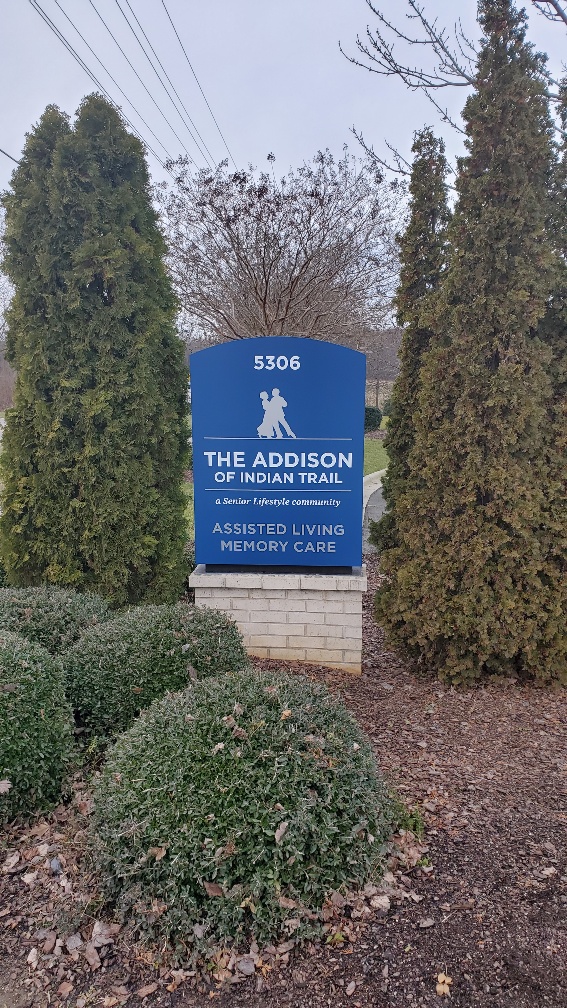 5306
THE ADDISON
OF INDIAN TRAIL
a Senior Lifestyle community
ASSISTED LIVING
MEMORY CARE